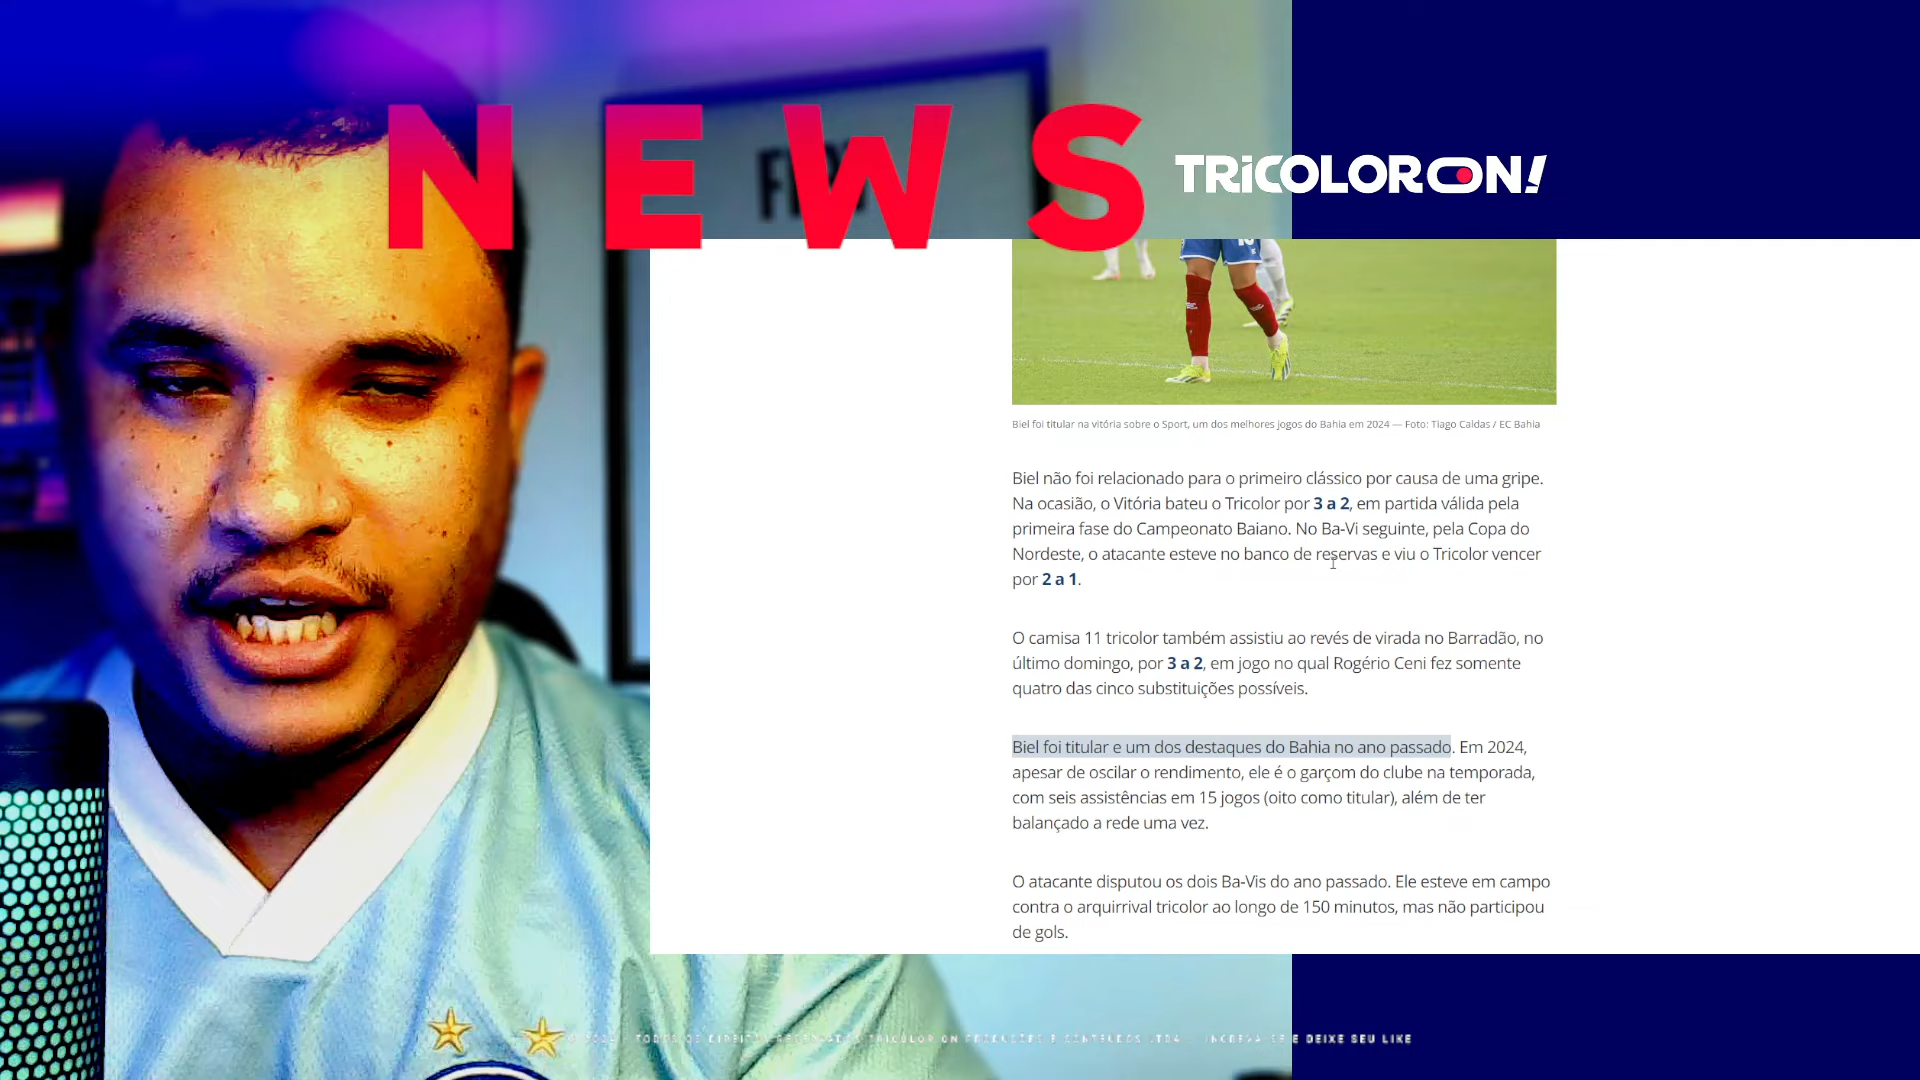 NEWS
TRiCOLOR ON!
Biel foi titular na vitória sobre o Sport, um dos melhores jogos do Bahia em 2024 — Foto: Tiago Caldas / EC Bahia
Biel não foi relacionado para o primeiro clássico por causa de uma gripe.
Na ocasião, o Vitória bateu o Tricolor por 3 a 2, em partida válida pela
primeira fase do Campeonato Baiano. No Ba-Vi seguinte, pela Copa do
Nordeste, o atacante esteve no banco de reservas e viu o Tricolor vencer
por 2 a 1.
O camisa 11 tricolor também assistiu ao revés de virada no Barradão, no
último domingo, por 3 a 2, em jogo no qual Rogério Ceni fez somente
quatro das cinco substituições possíveis.
Biel foi titular e um dos destaques do Bahia no ano passado. Em 2024,
apesar de oscilar o rendimento, ele é o garçom do clube na temporada,
com seis assistências em 15 jogos (oito como titular), além de ter
balançado a rede uma vez.
O atacante disputou os dois Ba-Vis do ano passado. Ele esteve em campo
contra o arquirrival tricolor ao longo de 150 minutos, mas não participou
de gols.
TRICOLOR ON E DEIXE SEU LIKE